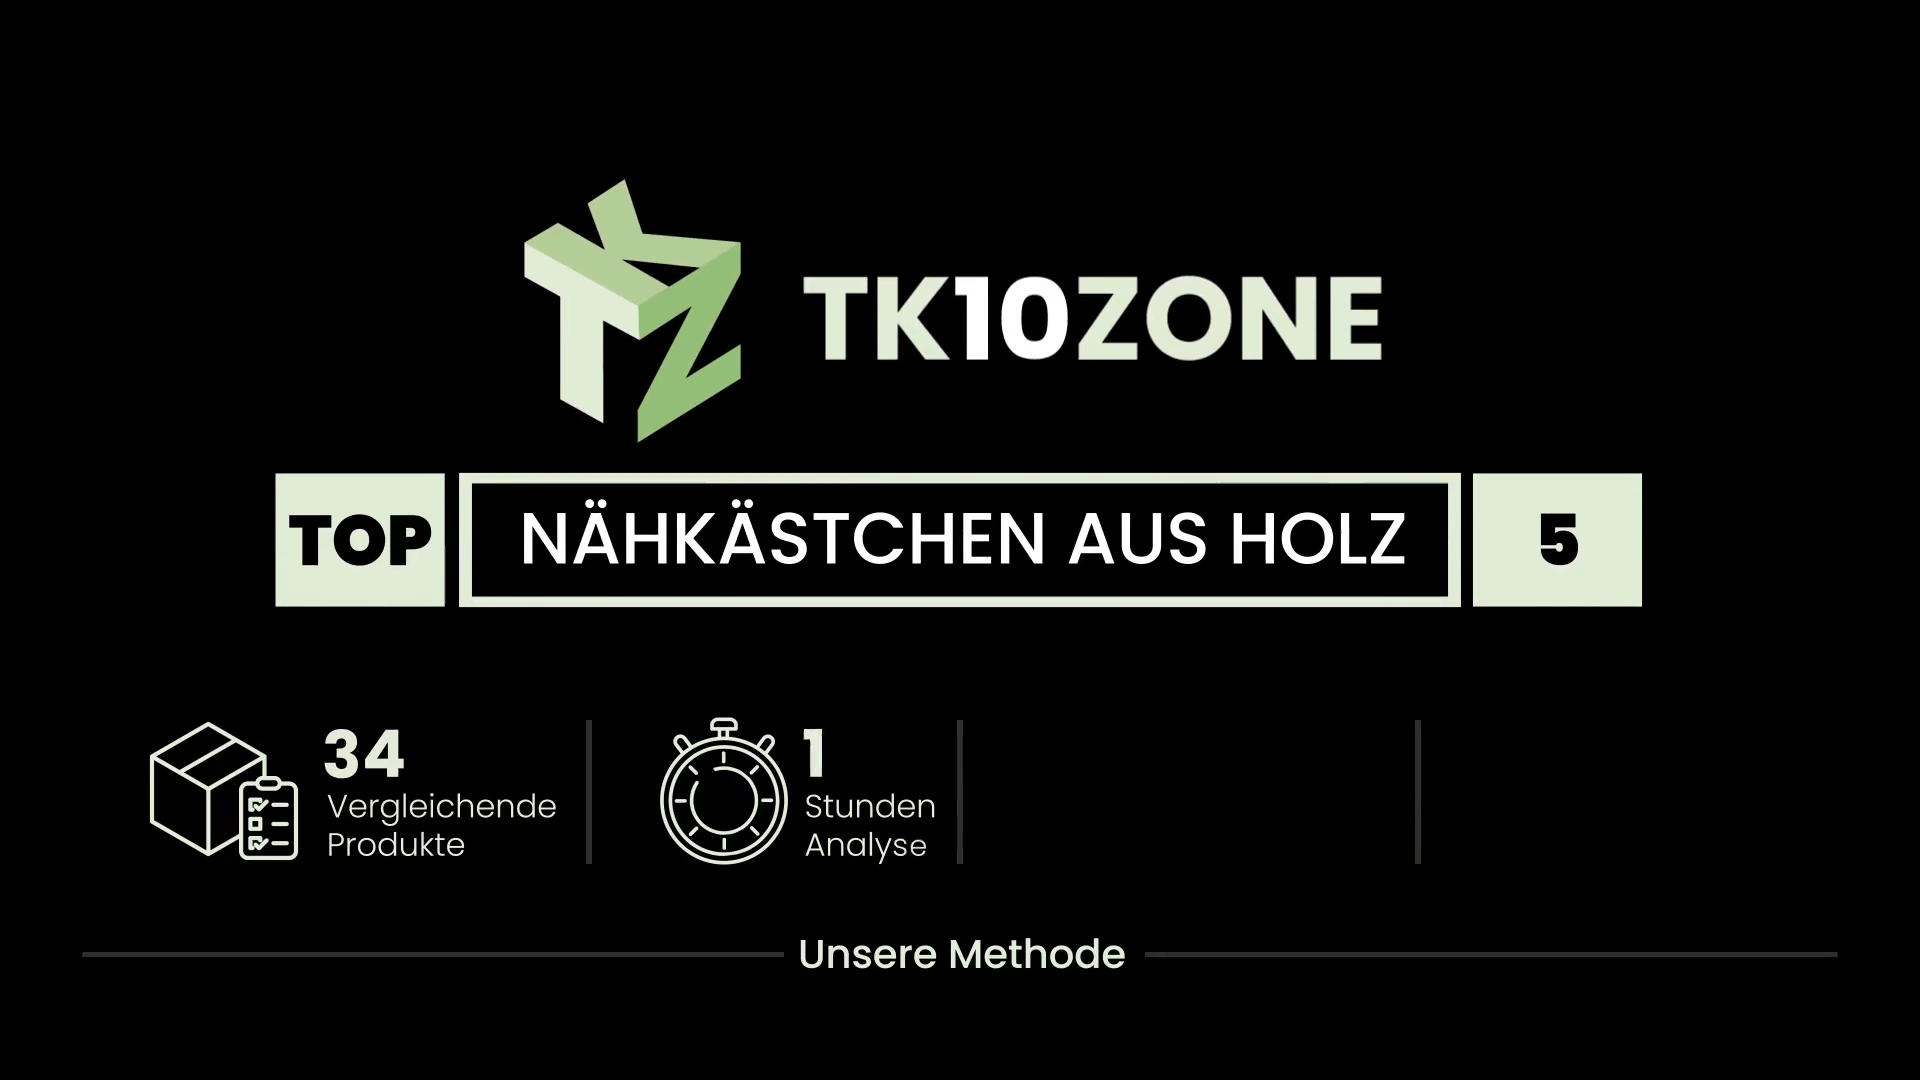 TK10ZONE
TOP NÄHKÄSTCHEN AUS HOLZ 5
34
Vergleichende
Produkte
1
Stunden
Analyse
Unsere Methode